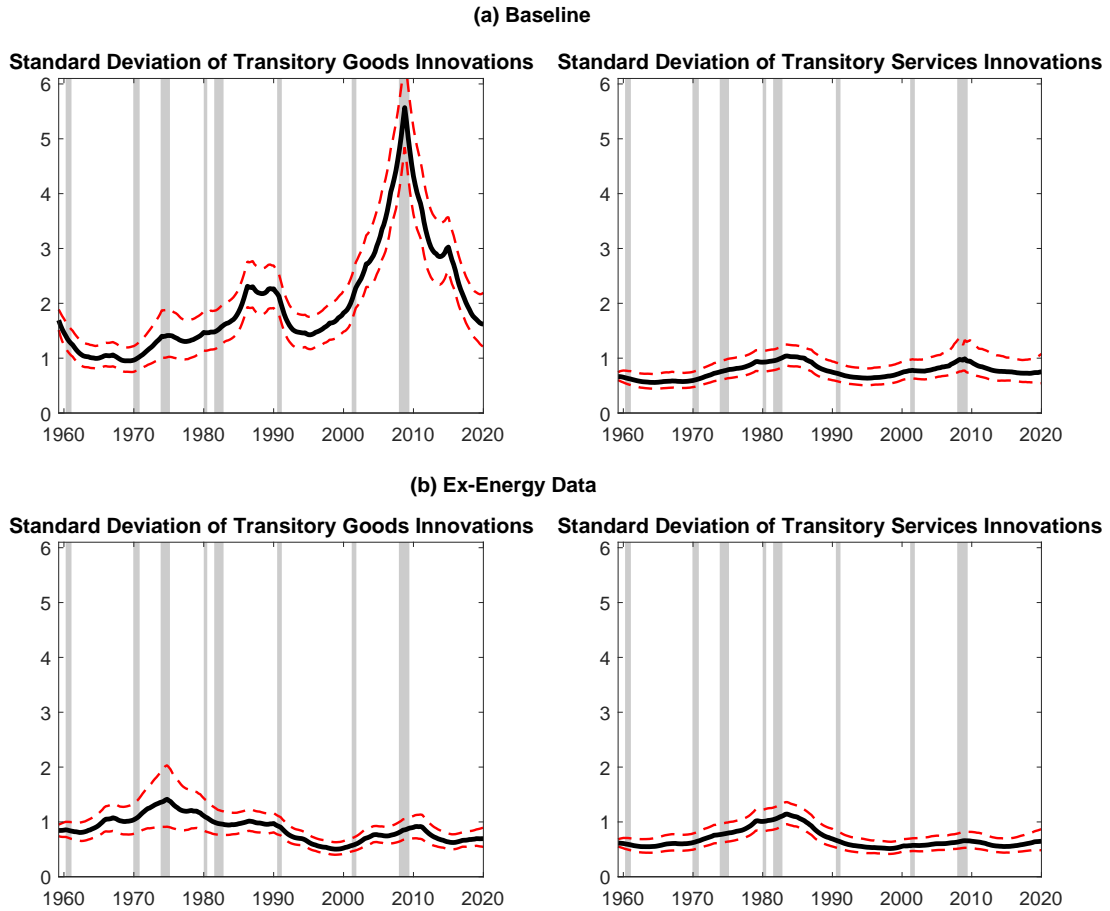 (a) Baseline
Standard Deviation of Transitory Goods Innovations
6
5
4
3
2
1
0
1960 1970 1980 1990 2000 2010 2020
Standard Deviation of Transitory Services Innovations
6
5
4
3
2
1
0
1960 1970 1980 1990 2000 2010 2020
(b) Ex-Energy Data
Standard Deviation of Transitory Goods Innovations
6
5
4
3
2
1
0
1960 1970 1980 1990 2000 2010 2020
Standard Deviation of Transitory Services Innovations
6
5
4
3
2
1
0
1960 1970 1980 1990 2000 2010 2020